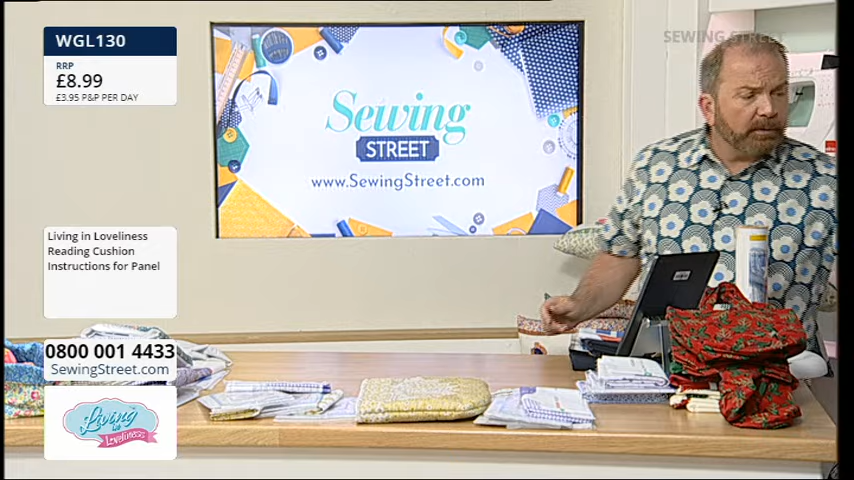 WGL130
RRP
£8.99
£3.95 P&P PER DAY
Living in Loveliness
Reading Cushion
Instructions for Panel
0800 001 4433
SewingStreet.com
Living
in
Loveliness
Sewing
STREET
www.SewingStreet.com
SEWING STREET